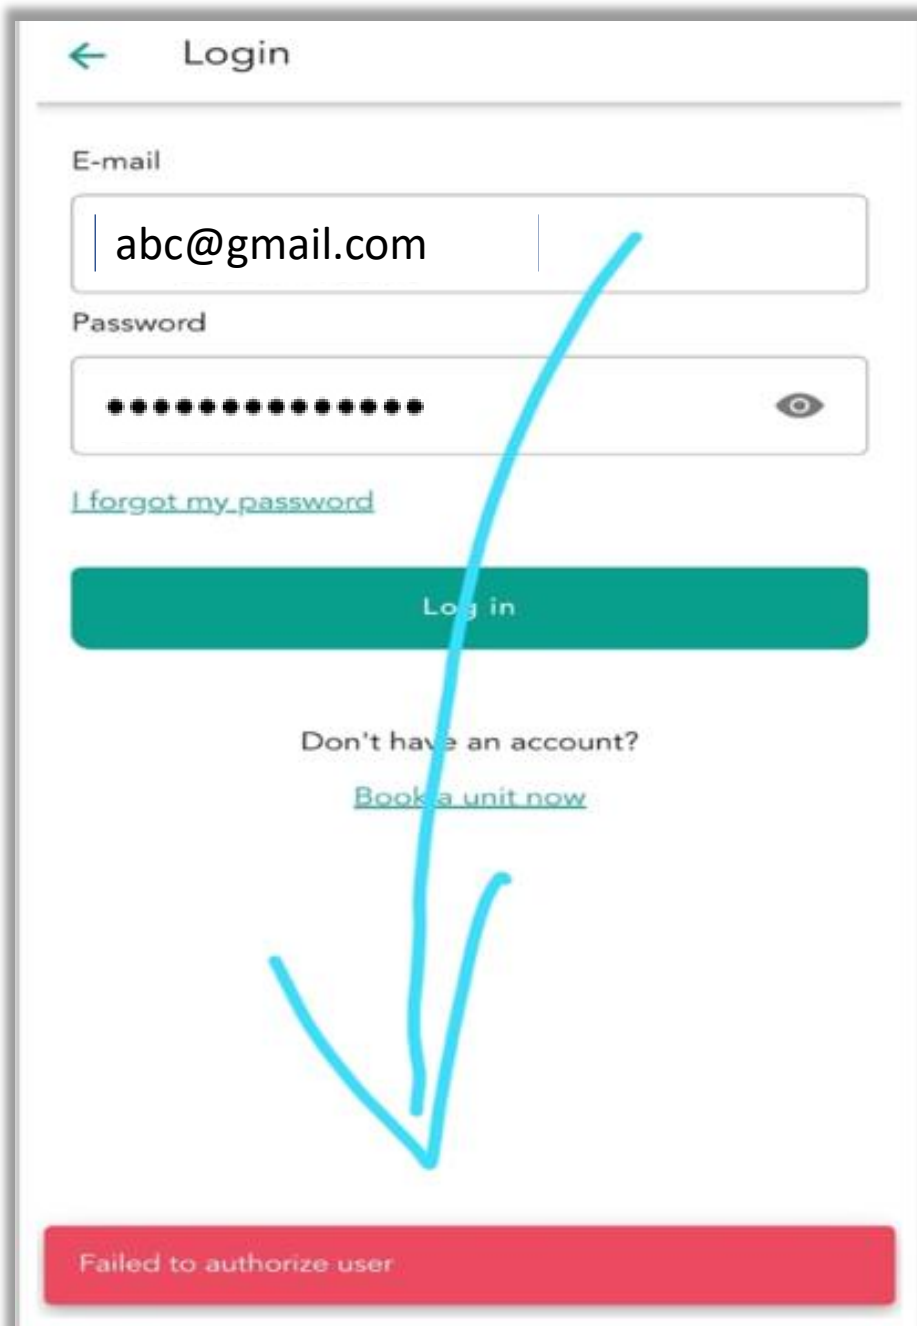 Login
E-mail
abc@gmail.com
Password
••••••••••••••
I forgot my password
Log in
Don't have an account?
Book a unit now
Failed to authorize user